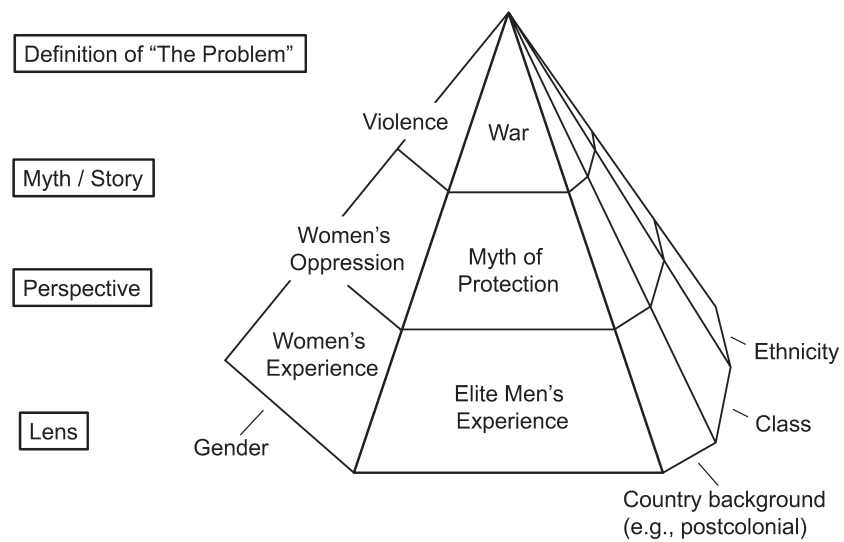 Definition of “The Problem”
Violence
War
Myth / Story
Women’s
Oppression
Myth of
Protection
Perspective
Women’s
Experience
Ethnicity
Elite Men’s
Experience
Lens
Class
Gender
Country background
(e.g., postcolonial)